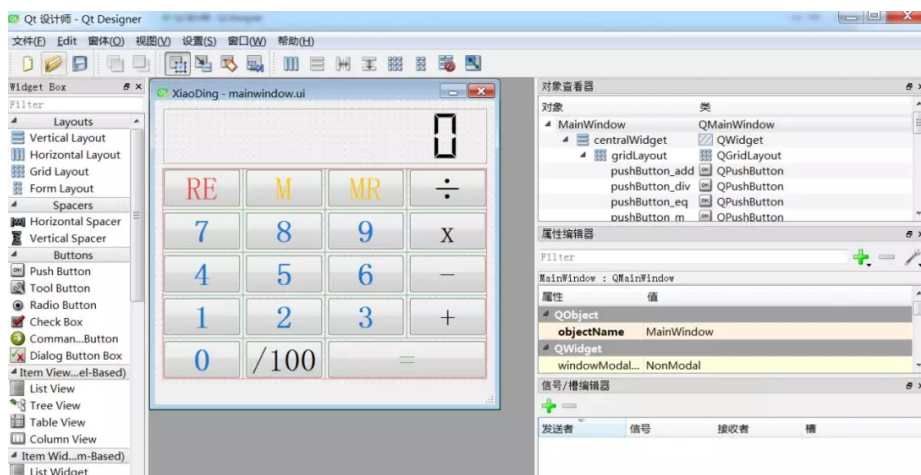 Qt 设计师 - Qt Designer
文件(F) Edit 窗体(O) 视图(V) 设置(S) 窗口(W) 帮助(H)
Widget Box
Filter
Layouts
Vertical Layout
Horizontal Layout
Grid Layout
Form Layout
Spacers
Horizontal Spacer
Vertical Spacer
Buttons
Push Button
Tool Button
Radio Button
Check Box
Comman...Button
Dialog Button Box
Item View...el-Based)
List View
Tree View
Table View
Column View
Item Wid...m-Based)
List Widget
XiaoDing - mainwindow.ui
0
RE M MR ÷
7 8 9 x
4 5 6 −
1 2 3 +
0 /100 =
对象查看器
对象 类
MainWindow QMainWindow
centralWidget QWidget
gridLayout QGridLayout
pushButton_add QPushButton
pushButton_div QPushButton
pushButton_eq QPushButton
pushButton_m QPushButton
属性编辑器
Filter
MainWindow : QMainWindow
属性 值
QObject
objectName MainWindow
QWidget
windowModal... NonModal
信号/槽编辑器
发送者 信号 接收者 槽